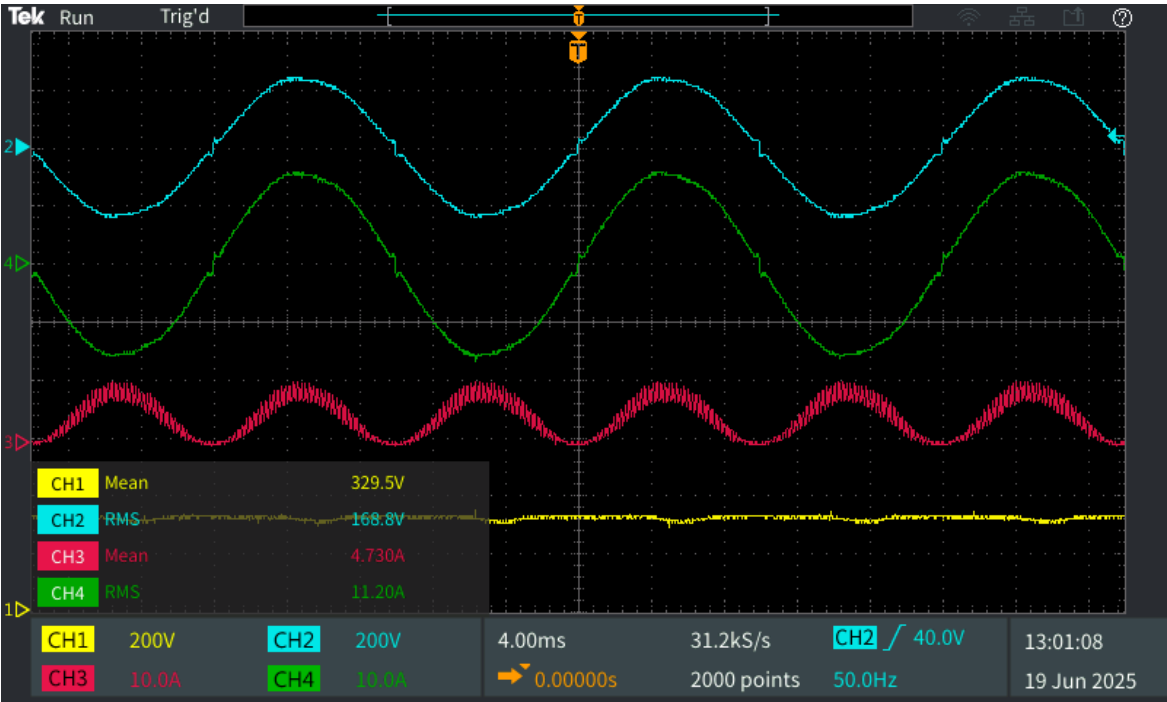 Tek Run Trig'd
T
T
2
4
3
CH1 Mean 329.5V
CH2 RMS 168.8V
CH3 Mean 4.730A
CH4 RMS 11.20A
1
CH1 200V CH2 200V 4.00ms 31.2kS/s CH2 40.0V 13:01:08
CH3 10.0A CH4 10.0A 0.00000s 2000 points 50.0Hz 19 Jun 2025